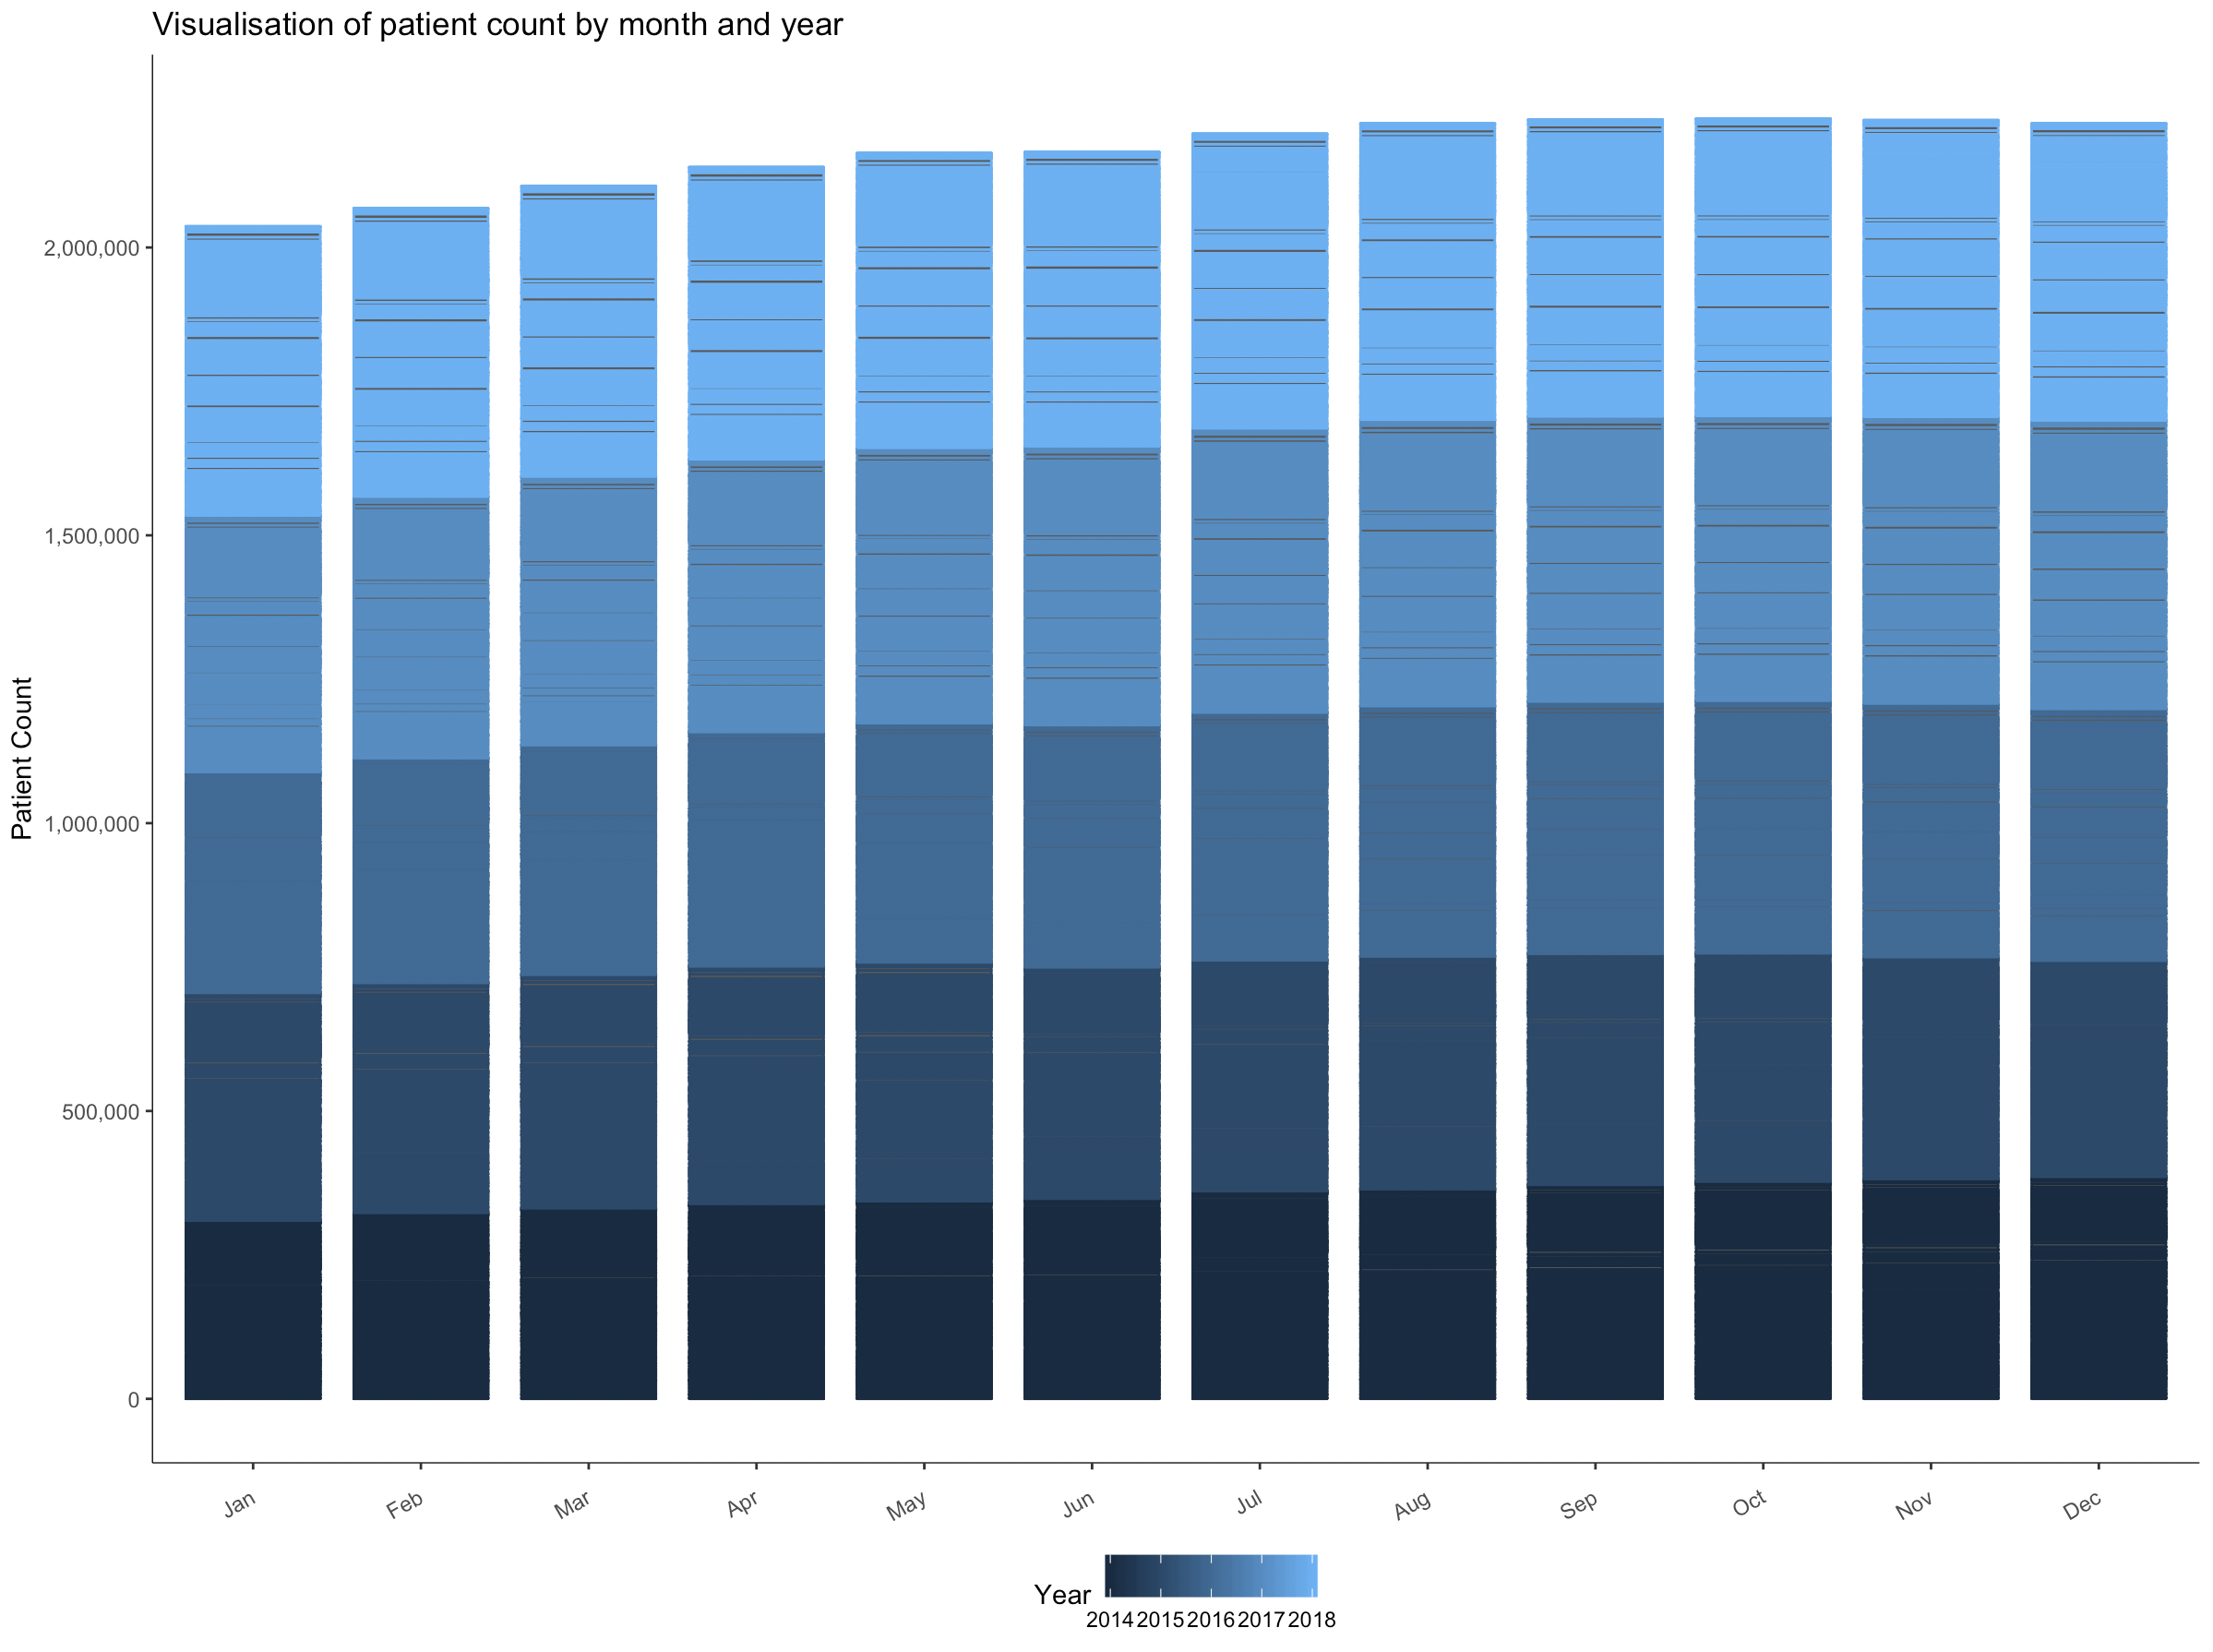 Visualisation of patient count by month and year
Patient Count
2,000,000
1,500,000
1,000,000
500,000
0
Jan Feb Mar Apr May Jun Jul Aug Sep Oct Nov Dec
Year
2014 2015 2016 2017 2018